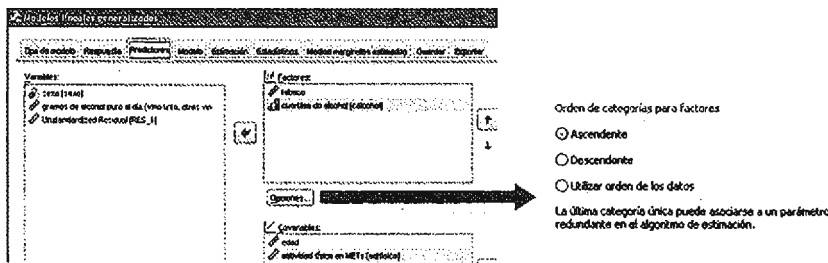 Modelos lineales generalizados
Tipo de modelo Respuesta Predictores Modelo Estimación Estadísticos Medias marginales estimadas Guardar Exportar
Variables:
sexo [sexo]
gramos de alcohol puro al día (vino tinto, otros vin
Unstandardized Residual [RES_1]
Factores:
tabaco
cuartiles de alcohol [calcohol]
Opciones...
Covariables:
edad
actividad física en METs [actfisica]
Orden de categorías para factores
Ascendente
Descendente
Utilizar orden de los datos
La última categoría única puede asociarse a un parámetro
redundante en el algoritmo de estimación.